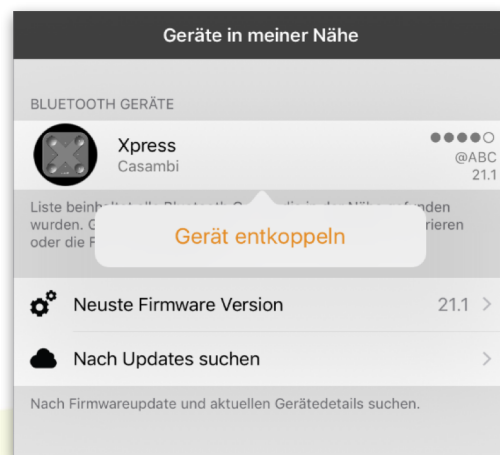 Geräte in meiner Nähe
BLUETOOTH GERÄTE
Xpress
Casambi
@ABC
21.1
Liste
wurden.
oder die
Gerät entkoppeln
Neuste Firmware Version 21.1
Nach Updates suchen
Nach Firmwareupdate und aktuellen Gerätedetails suchen.